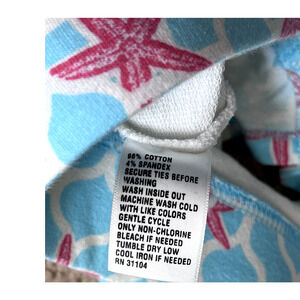 96% COTTON
4% SPANDEX
SECURE TIES BEFORE
WASHING
WASH INSIDE OUT
MACHINE WASH COLD
WITH LIKE COLORS
GENTLE CYCLE
ONLY NON-CHLORINE
BLEACH IF NEEDED
TUMBLE DRY LOW
COOL IRON IF NEEDED
RN 31104